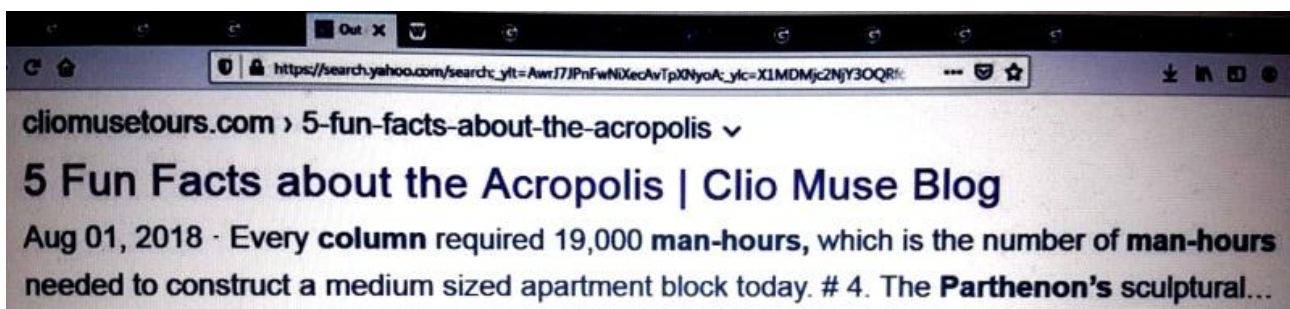 Out
https://search.yahoo.com/search;_ylt=AwrJ7JPnFwNiXecAvTpXNyoA;_ylc=X1MDMjc2NjY3OQRfc
cliomusetours.com › 5-fun-facts-about-the-acropolis
5 Fun Facts about the Acropolis | Clio Muse Blog
Aug 01, 2018 · Every column required 19,000 man-hours, which is the number of man-hours
needed to construct a medium sized apartment block today. # 4. The Parthenon's sculptural...